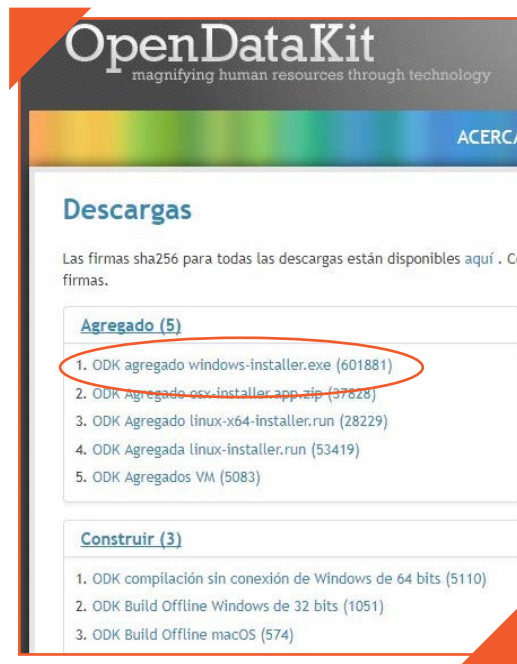 OpenDataKit
magnifying human resources through technology
ACERCA
Descargas
Las firmas sha256 para todas las descargas están disponibles aquí . C
firmas.
Agregado (5)
1. ODK agregado windows-installer.exe (601881)
2. ODK Agregado osx-installer.app.zip (37828)
3. ODK Agregado linux-x64-installer.run (28229)
4. ODK Agregada linux-installer.run (53419)
5. ODK Agregados VM (5083)
Construir (3)
1. ODK compilación sin conexión de Windows de 64 bits (5110)
2. ODK Build Offline Windows de 32 bits (1051)
3. ODK Build Offline macOS (574)